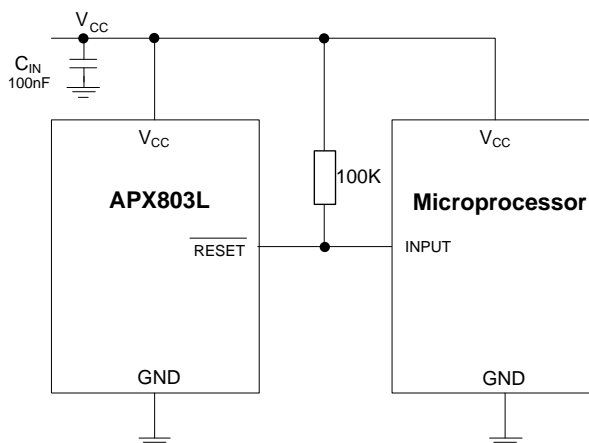 VCC
CIN
100nF
VCC
VCC
APX803L
100K
Microprocessor
RESET
INPUT
GND
GND